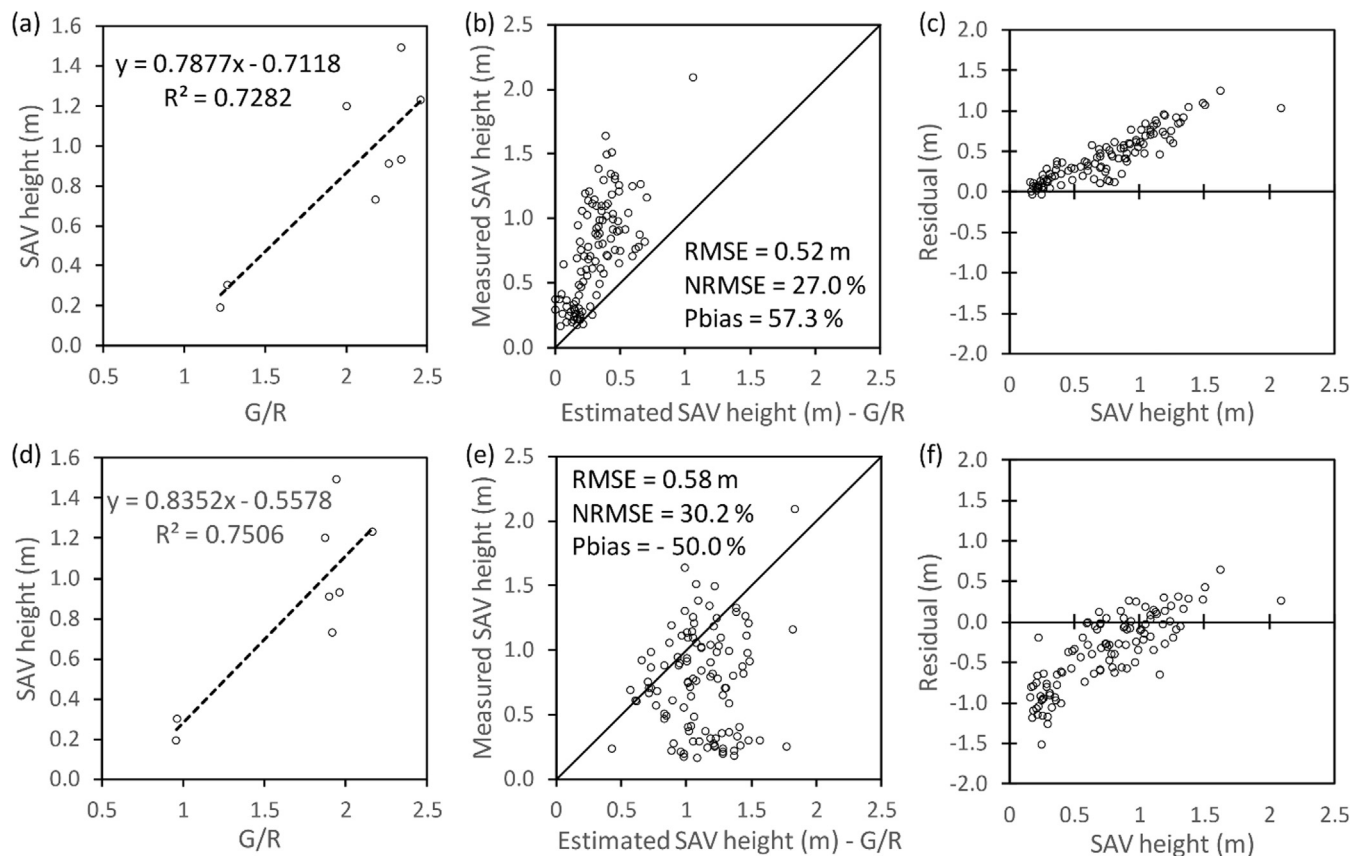 (a)
1.6
1.4
1.2
1.0
0.8
0.6
0.4
0.2
0.0
SAV height (m)
y = 0.7877x - 0.7118
R² = 0.7282
0.5
1
1.5
2
2.5
G/R
(b)
2.5
2.0
1.5
1.0
0.5
0.0
Measured SAV height (m)
RMSE = 0.52 m
NRMSE = 27.0 %
Pbias = 57.3 %
0
0.5
1
1.5
2
2.5
Estimated SAV height (m) - G/R
(c)
2.0
1.5
1.0
0.5
0.0
-0.5
-1.0
-1.5
-2.0
Residual (m)
0
0.5
1
1.5
2
2.5
SAV height (m)
(d)
1.6
1.4
1.2
1.0
0.8
0.6
0.4
0.2
0.0
SAV height (m)
y = 0.8352x - 0.5578
R² = 0.7506
0.5
1
1.5
2
2.5
G/R
(e)
2.5
2.0
1.5
1.0
0.5
0.0
Measured SAV height (m)
RMSE = 0.58 m
NRMSE = 30.2 %
Pbias = - 50.0 %
0
0.5
1
1.5
2
2.5
Estimated SAV height (m) - G/R
(f)
2.0
1.5
1.0
0.5
0.0
-0.5
-1.0
-1.5
-2.0
Residual (m)
0
0.5
1
1.5
2
2.5
SAV height (m)